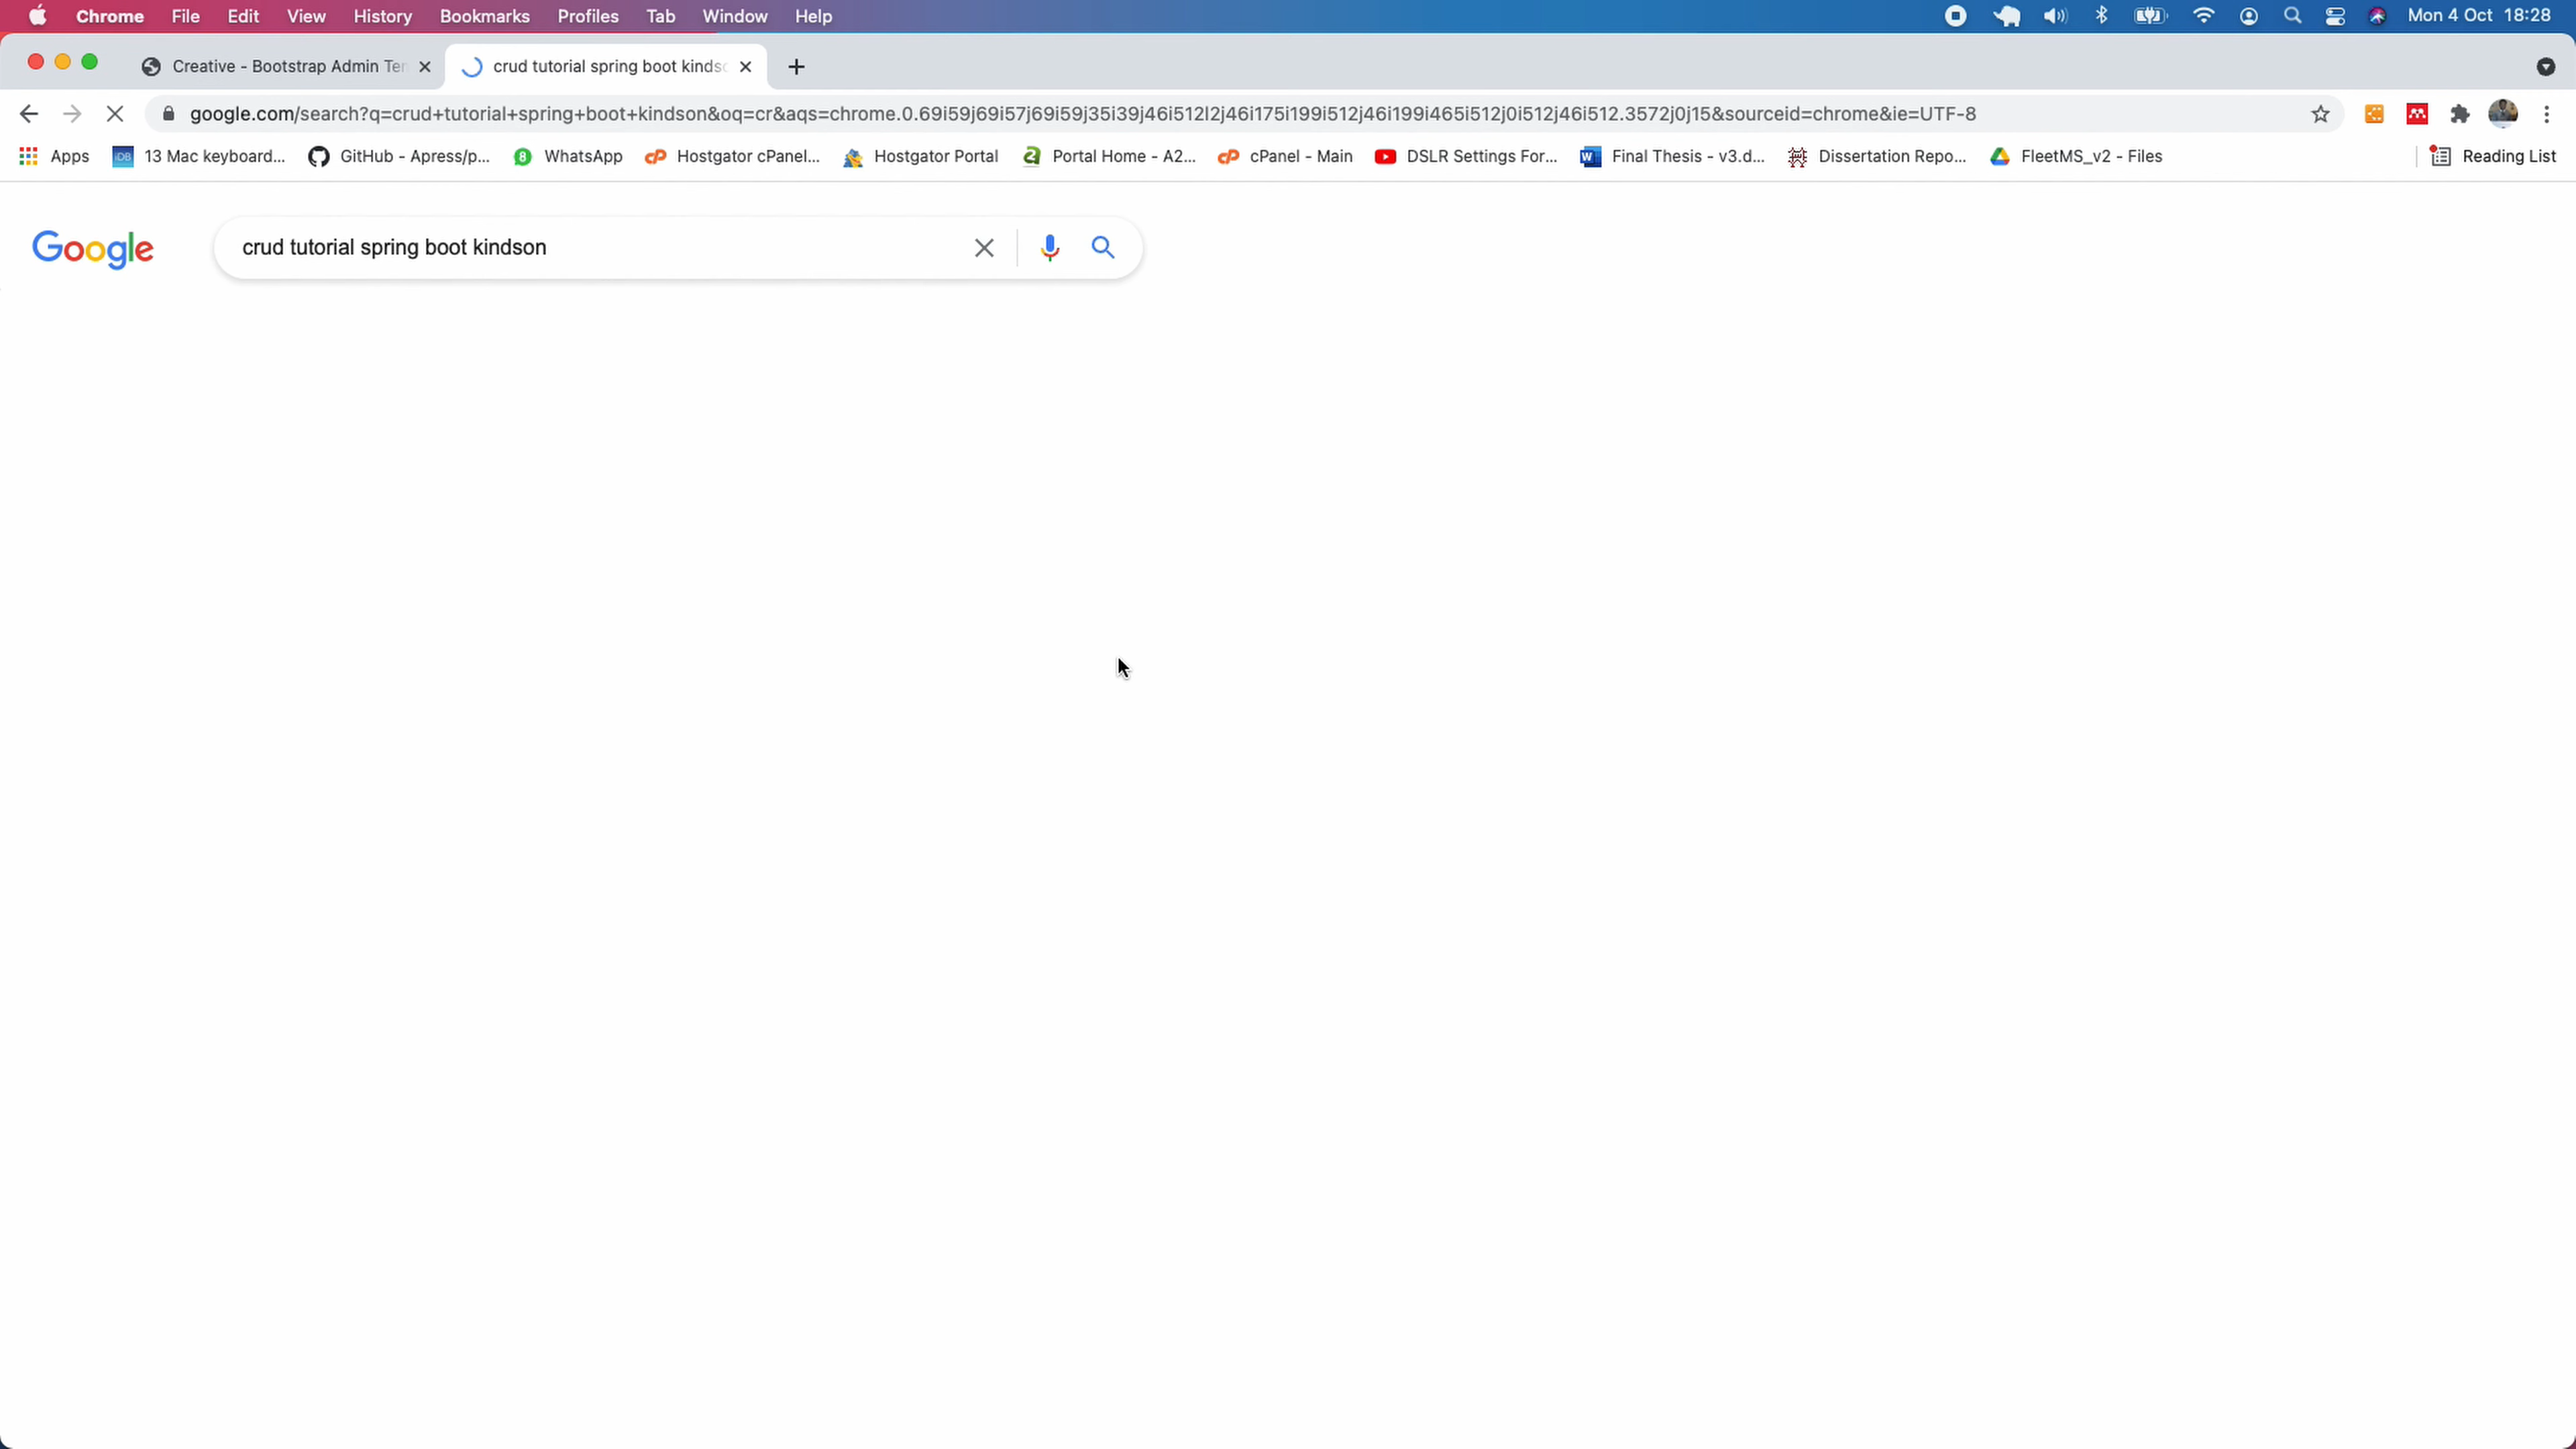 Chrome File Edit View History Bookmarks Profiles Tab Window Help Mon 4 Oct 18:28
Creative - Bootstrap Admin Ter crud tutorial spring boot kindso
google.com/search?q=crud+tutorial+spring+boot+kindson&oq=cr&aqs=chrome.0.69i59j69i57j69i59j35i39j46i512l2j46i175i199i512j46i199i465i512j0i512j46i512.3572j0j15&sourceid=chrome&ie=UTF-8
Apps 13 Mac keyboard... GitHub - Apress/p... WhatsApp Hostgator cPanel... Hostgator Portal Portal Home - A2... cPanel - Main DSLR Settings For... Final Thesis - v3.d... Dissertation Repo... FleetMS_v2 - Files Reading List
Google crud tutorial spring boot kindson